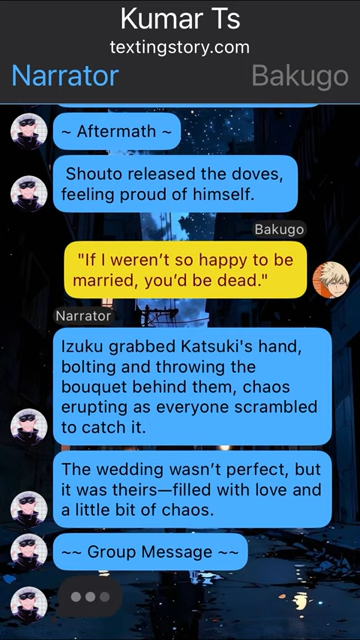 Kumar Ts
textingstory.com
Narrator
Bakugo
~ Aftermath ~
Shouto released the doves,
feeling proud of himself.
Bakugo
"If I weren't so happy to be
married, you'd be dead."
Narrator
Izuku grabbed Katsuki's hand,
bolting and throwing the
bouquet behind them, chaos
erupting as everyone scrambled
to catch it.
The wedding wasn't perfect, but
it was theirs—filled with love and
a little bit of chaos.
~~ Group Message ~~